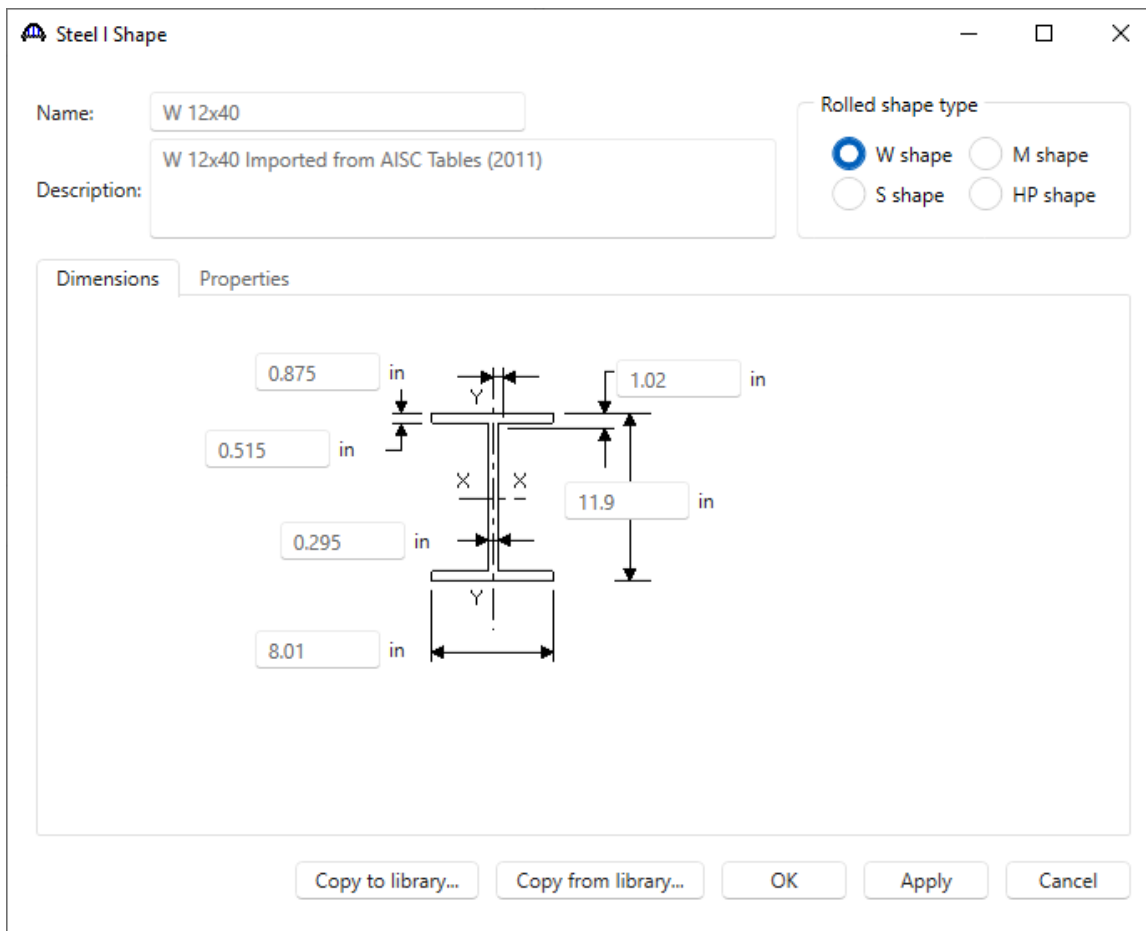 Steel I Shape
Name:
W 12x40
Description:
W 12x40 Imported from AISC Tables (2011)
Rolled shape type
W shape
M shape
S shape
HP shape
Dimensions
Properties
0.875 in
1.02 in
Y
0.515 in
X X
11.9 in
0.295 in
Y
8.01 in
Copy to library...
Copy from library...
OK
Apply
Cancel